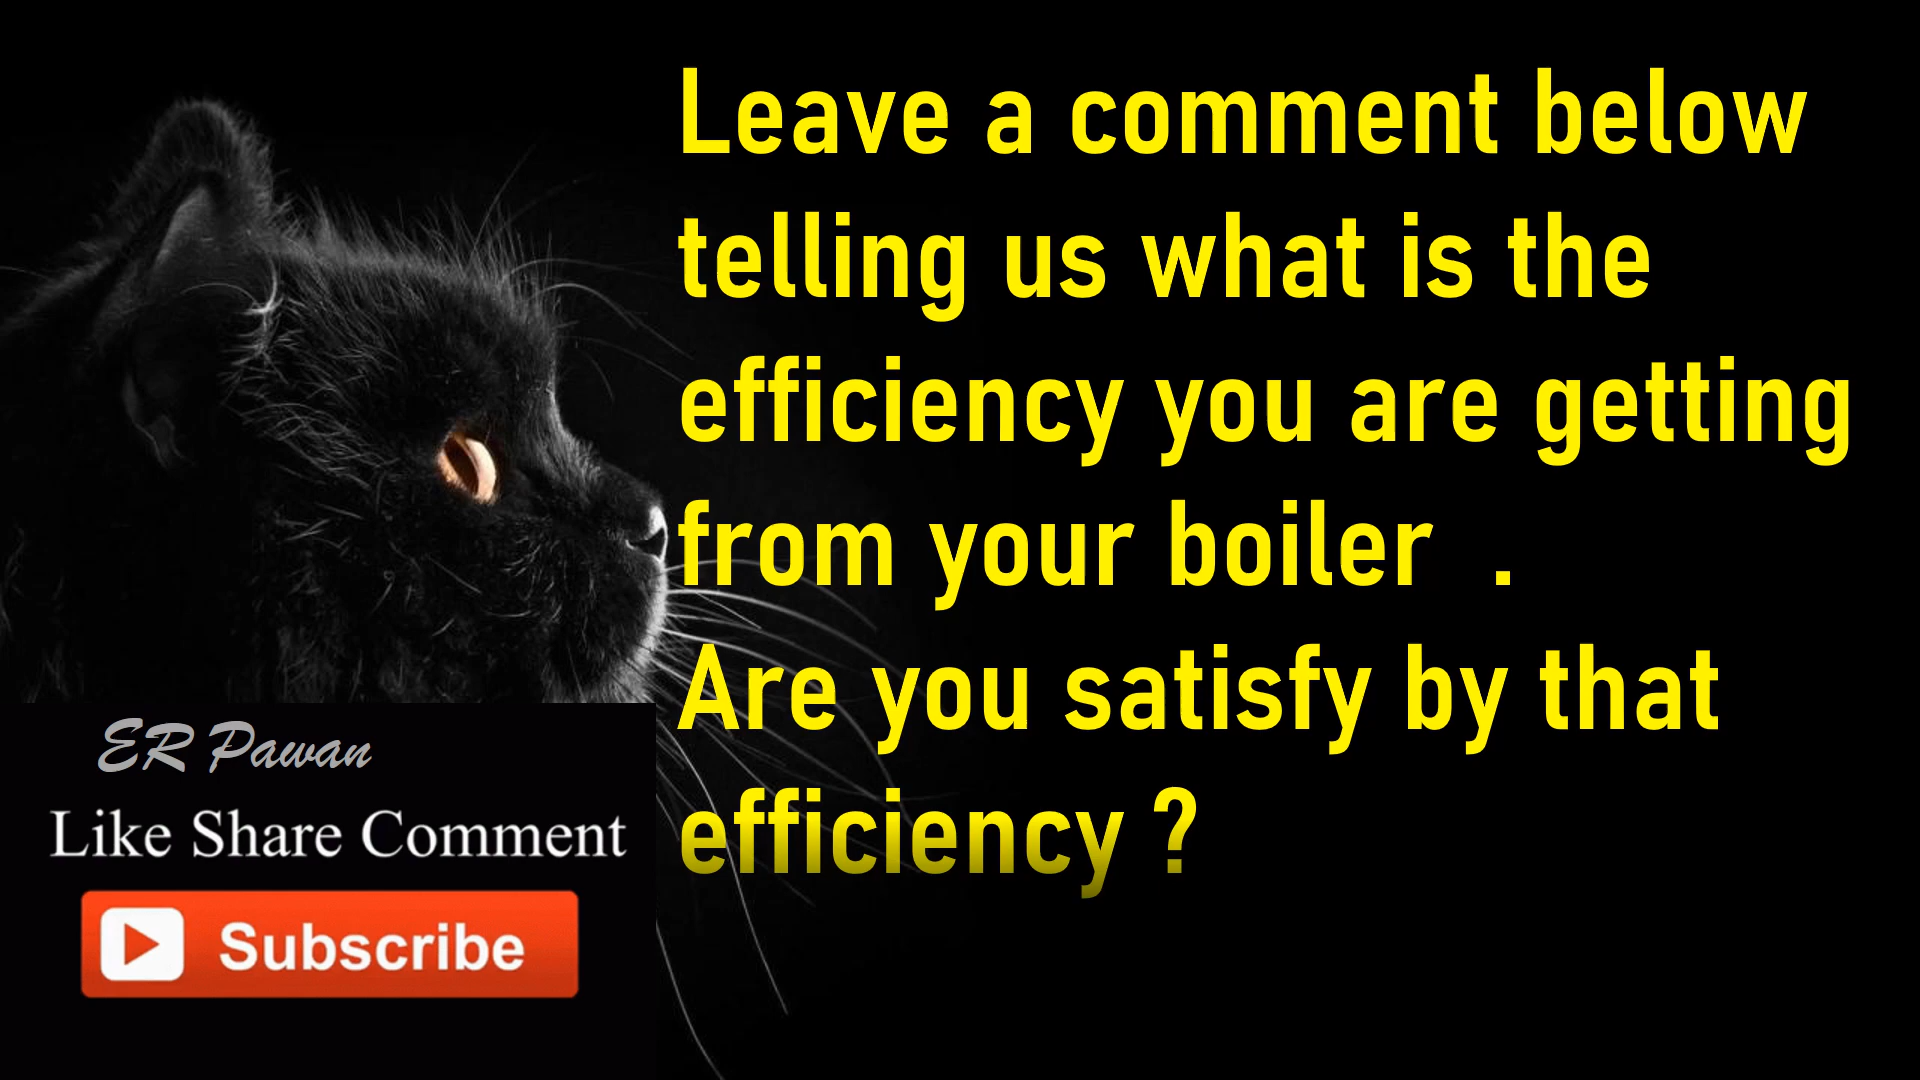 Leave a comment below
telling us what is the
efficiency you are getting
from your boiler  .
Are you satisfy by that
efficiency ?
ER Pawan
Like Share Comment
Subscribe